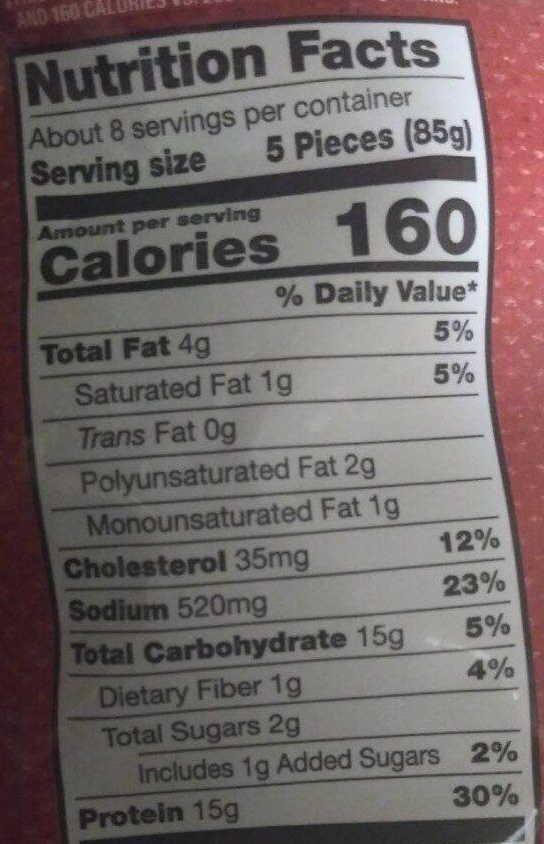 AND 160 CALORIES
Nutrition Facts
About 8 servings per container
Serving size 5 Pieces (85g)
Amount per serving
Calories 160
% Daily Value*
Total Fat 4g 5%
Saturated Fat 1g 5%
Trans Fat 0g
Polyunsaturated Fat 2g
Monounsaturated Fat 1g
Cholesterol 35mg 12%
Sodium 520mg 23%
Total Carbohydrate 15g 5%
Dietary Fiber 1g 4%
Total Sugars 2g
Includes 1g Added Sugars 2%
Protein 15g 30%